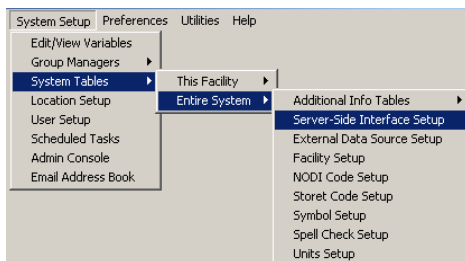 System Setup Preferences Utilities Help
Edit/View Variables
Group Managers
System Tables
Location Setup
User Setup
Scheduled Tasks
Admin Console
Email Address Book
This Facility
Entire System
Additional Info Tables
Server-Side Interface Setup
External Data Source Setup
Facility Setup
NODI Code Setup
Storet Code Setup
Symbol Setup
Spell Check Setup
Units Setup